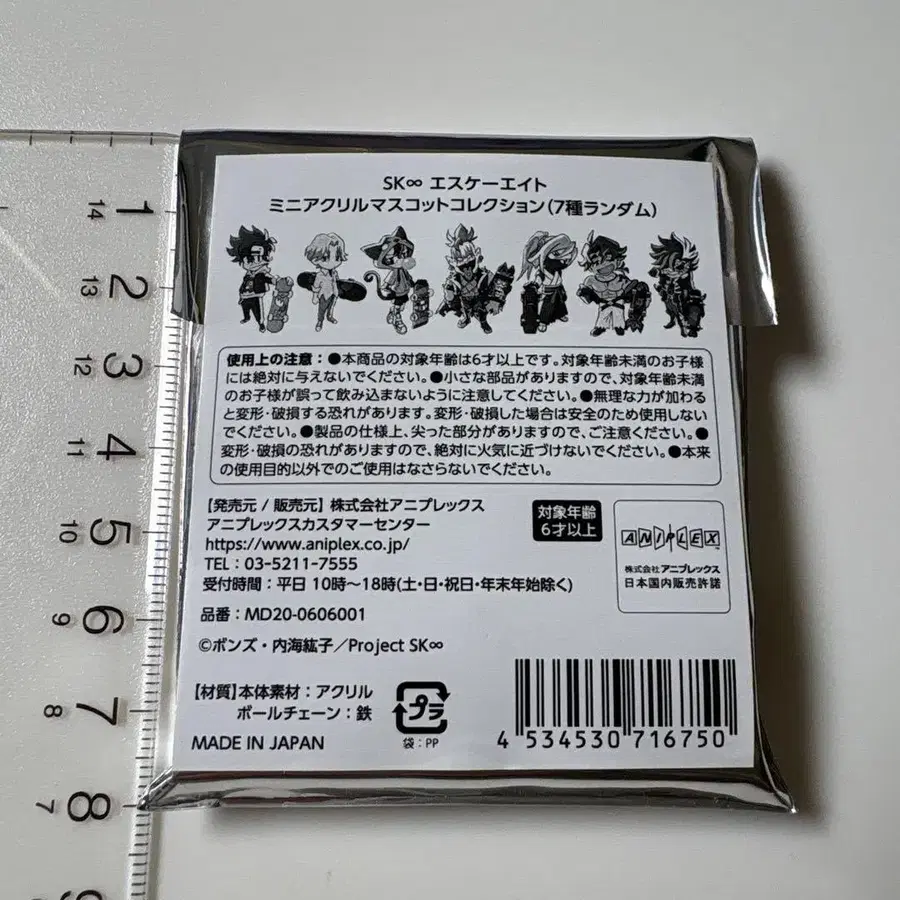 SK∞ エスケーエイト
ミニアクリルマスコットコレクション(7種ランダム)
使用上の注意：●本商品の対象年齢は6才以上です。対象年齢未満のお子様
には絶対に与えないでください。●小さな部品がありますので、対象年齢未満
のお子様が誤って飲み込まないように注意してください。●無理な力が加わる
と変形・破損する恐れがあります。変形・破損した場合は安全のため使用しない
でください。●製品の仕様上、尖った部分がありますので、ご注意ください。●
変形・破損の恐れがありますので、絶対に火気に近づけないでください。●本来
の使用目的以外でのご使用はなさらないでください。
【発売元 / 販売元】株式会社アニプレックス
アニプレックスカスタマーセンター
https://www.aniplex.co.jp/
TEL：03-5211-7555
受付時間：平日 10時～18時(土・日・祝日・年末年始除く)
対象年齢
6才以上
ANIPLEX
株式会社アニプレックス
日本国内販売許諾
品番：MD20-0606001
©ボンズ・内海紘子／Project SK∞
【材質】本体素材：アクリル
ボールチェーン：鉄
MADE IN JAPAN
プラ
袋：PP
4 534530 716750
1
2
3
4
5
6
7
8
9
14
13
12
11
10
9
8
7